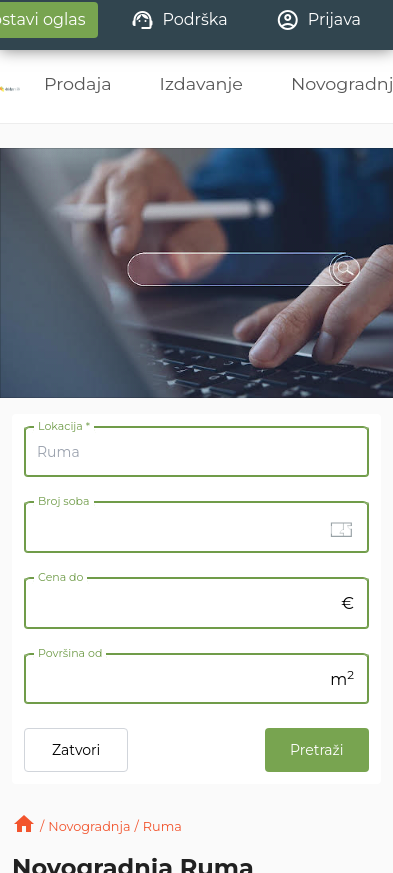 ostavi oglas Podrška Prijava
Prodaja Izdavanje Novogradnj
Lokacija *
Ruma
Broj soba
Cena do
€
Površina od
m²
Zatvori Pretraži
/ Novogradnja / Ruma
Novogradnja Ruma